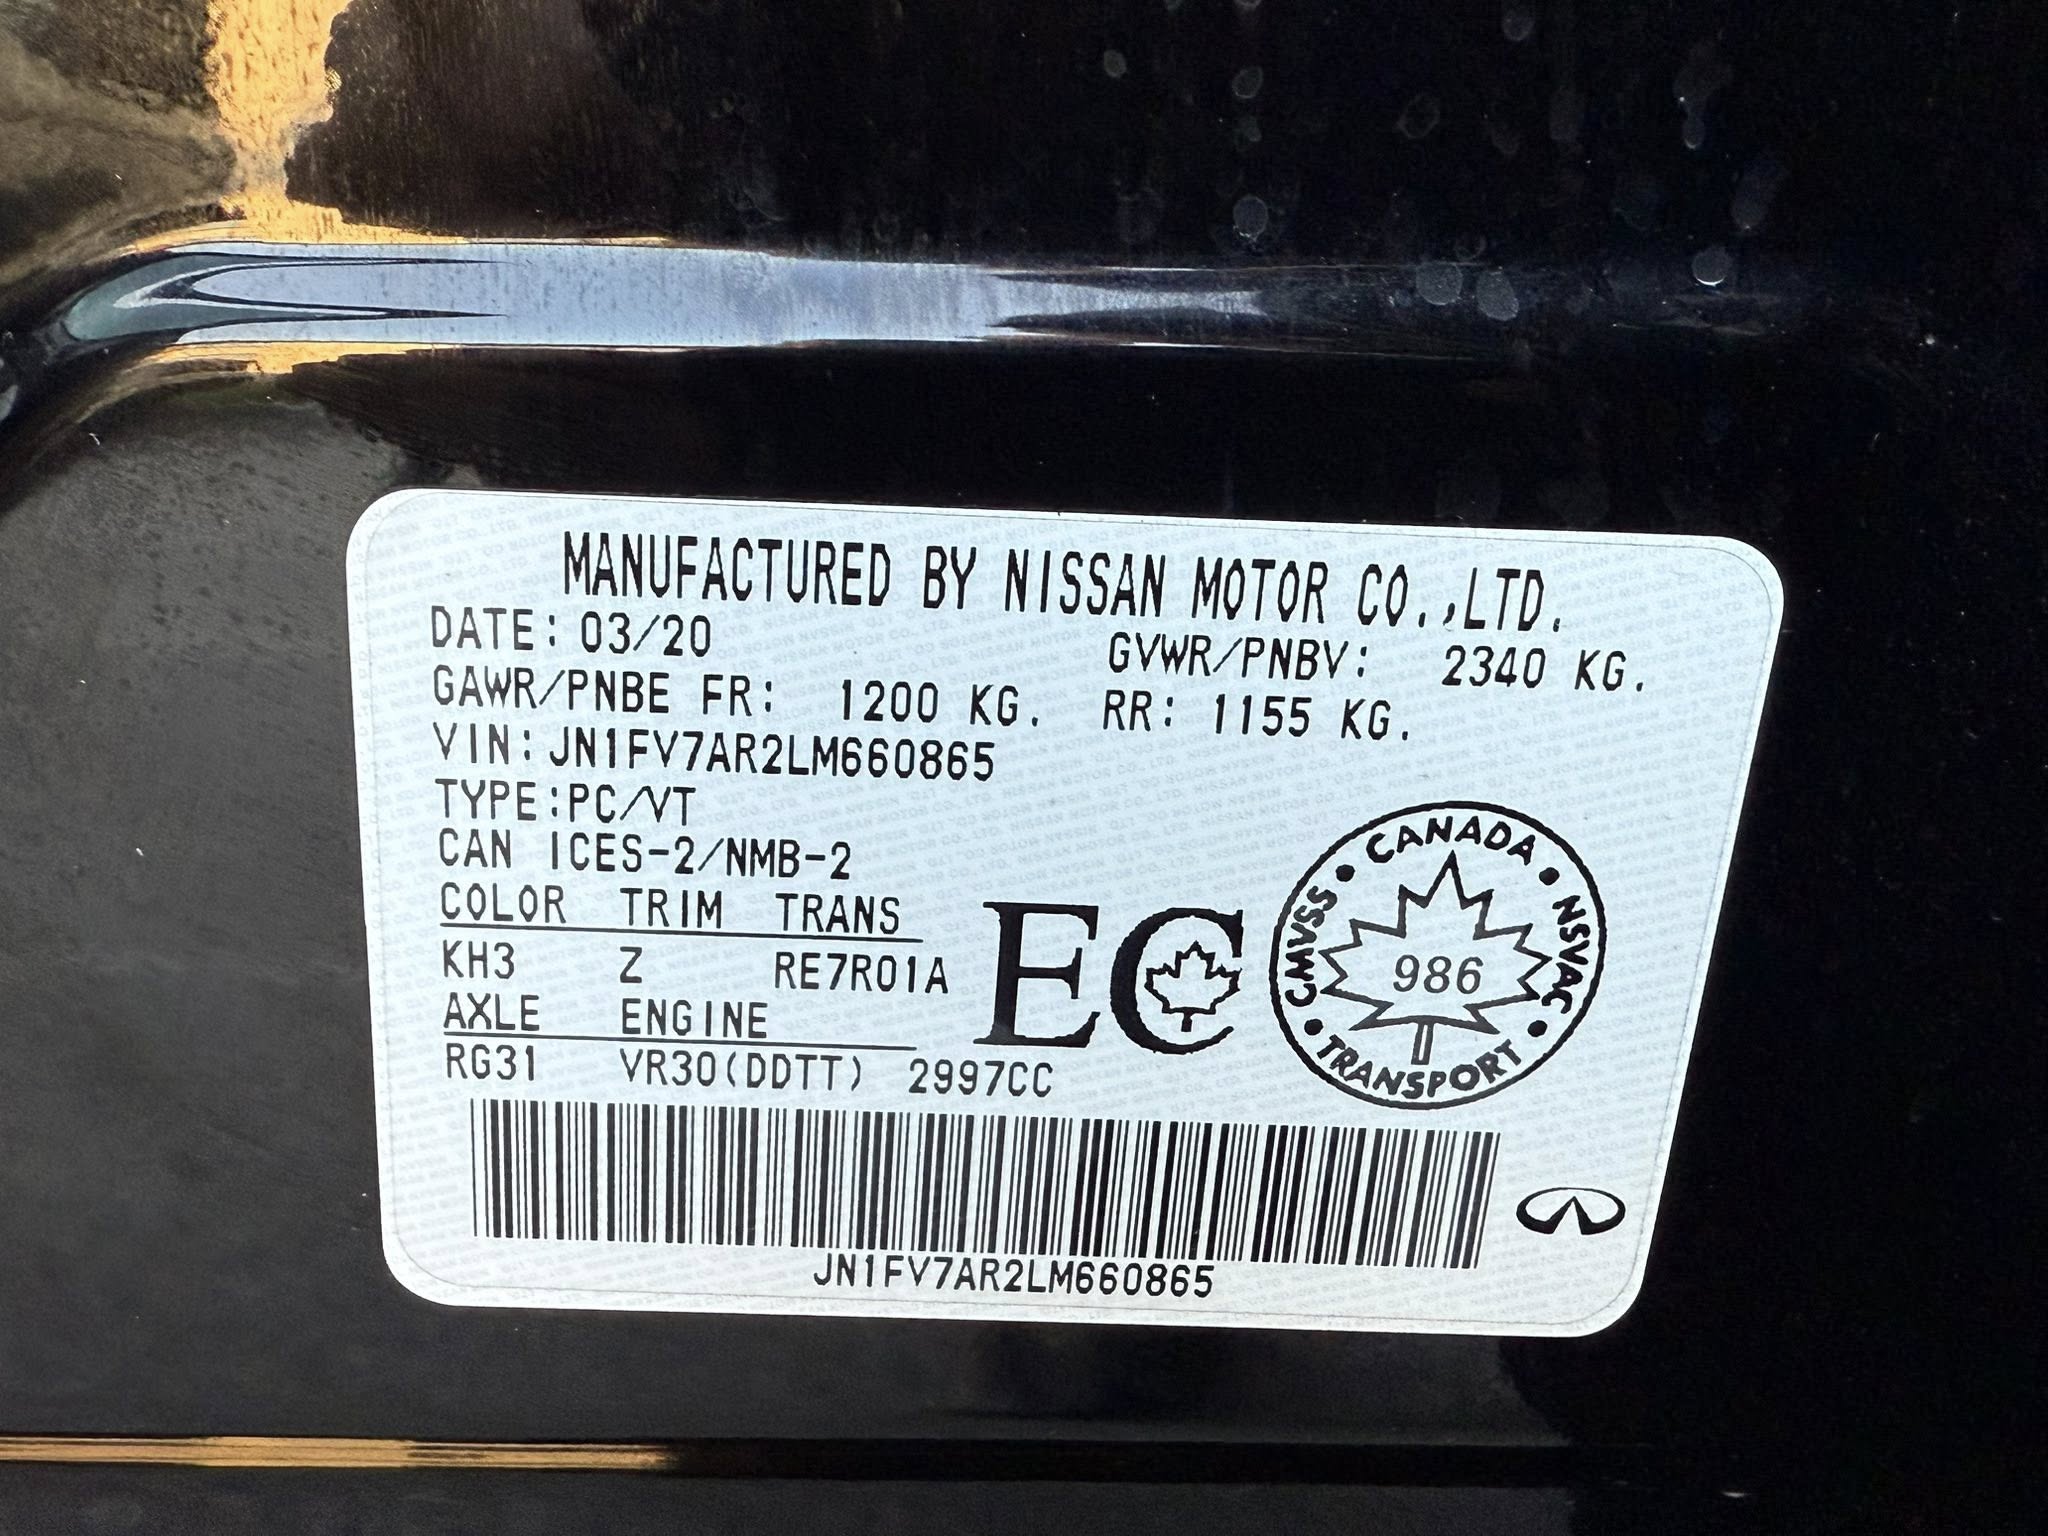 MANUFACTURED BY NISSAN MOTOR CO.,LTD.
DATE: 03/20 GVWR/PNBV: 2340 KG.
GAWR/PNBE FR: 1200 KG. RR: 1155 KG.
VIN: JN1FV7AR2LM660865
TYPE:PC/VT
CAN ICES-2/NMB-2
COLOR TRIM TRANS
KH3 Z RE7R01A
AXLE ENGINE
RG31 VR30(DDTT) 2997CC
EC
CANADA
CMVSS • NSVAC
986
TRANSPORT
JN1FV7AR2LM660865